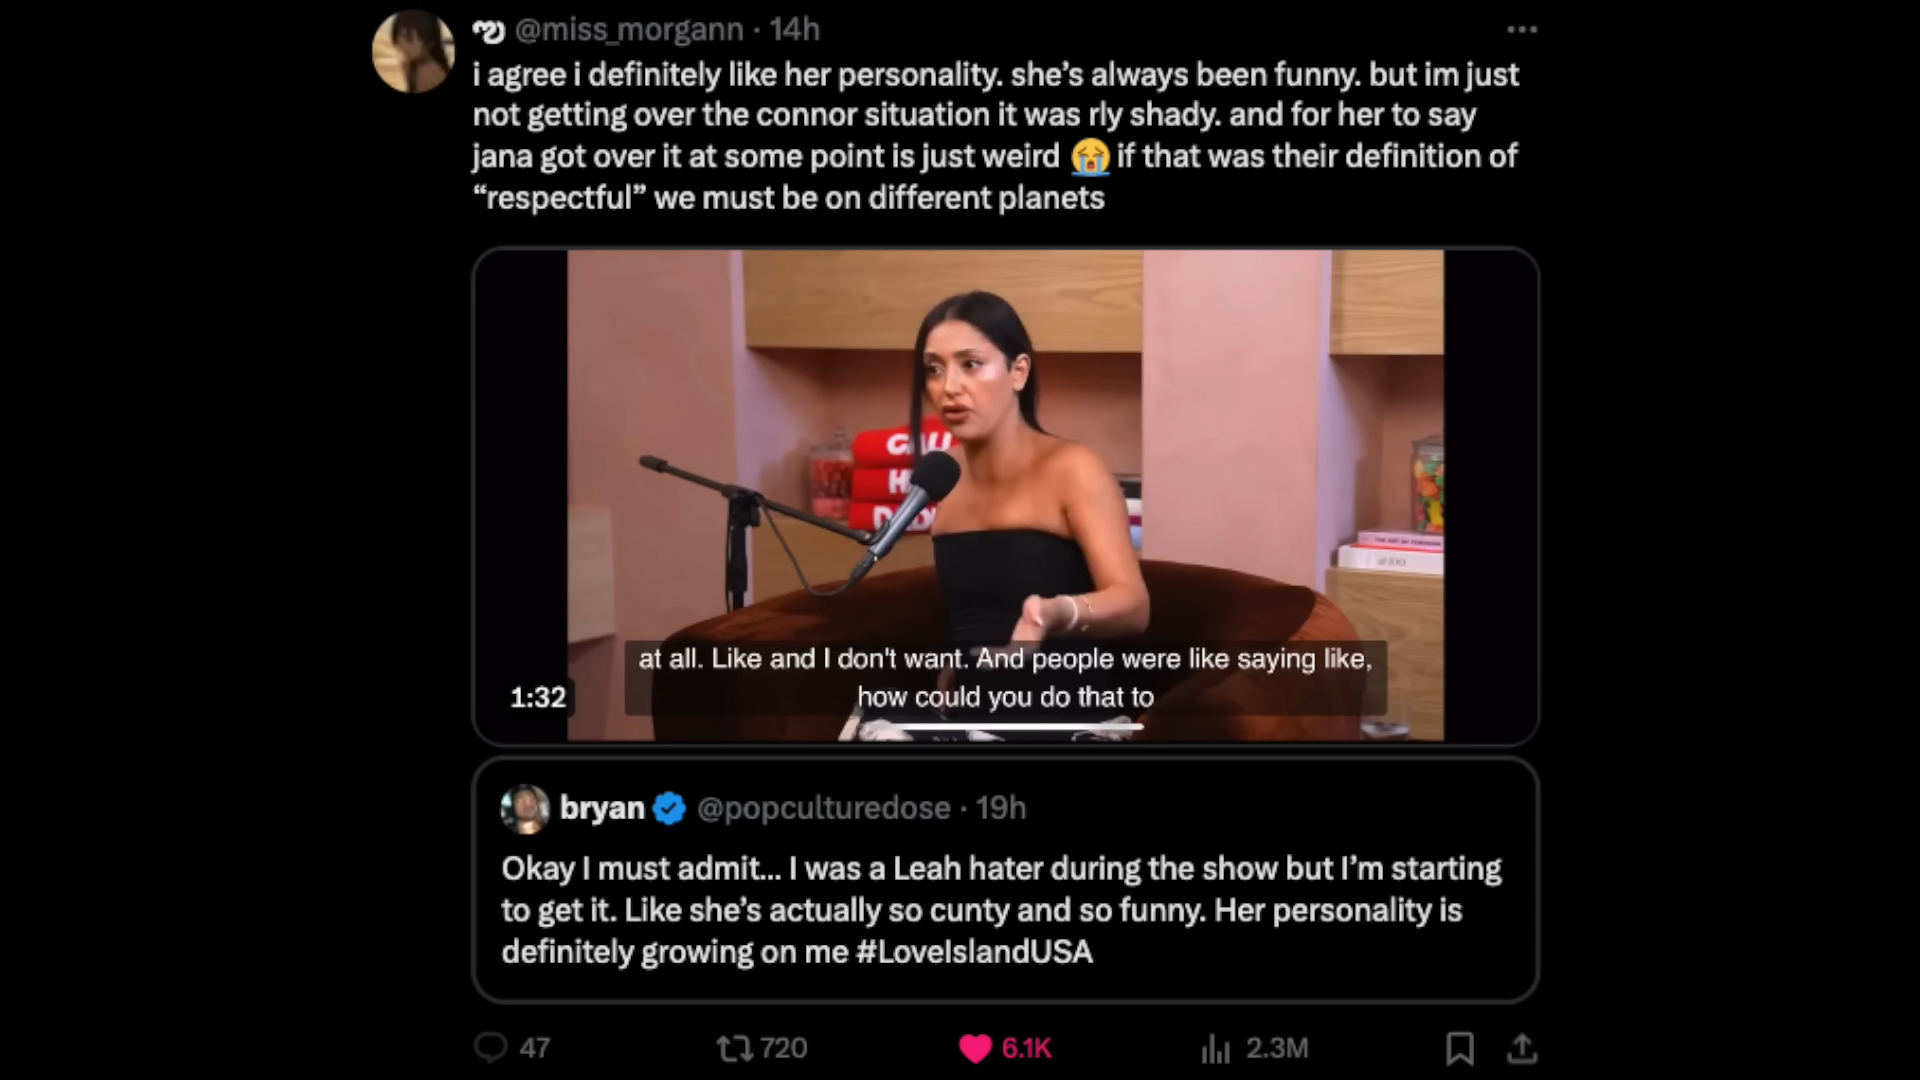 @miss_morgann · 14h
i agree i definitely like her personality. she’s always been funny. but im just
not getting over the connor situation it was rly shady. and for her to say
jana got over it at some point is just weird 😭 if that was their definition of
“respectful” we must be on different planets
CALL
H
DADD
at all. Like and I don't want. And people were like saying like,
how could you do that to
1:32
bryan @popculturedose · 19h
Okay I must admit... I was a Leah hater during the show but I’m starting
to get it. Like she’s actually so cunty and so funny. Her personality is
definitely growing on me #LoveIslandUSA
47 720 6.1K 2.3M